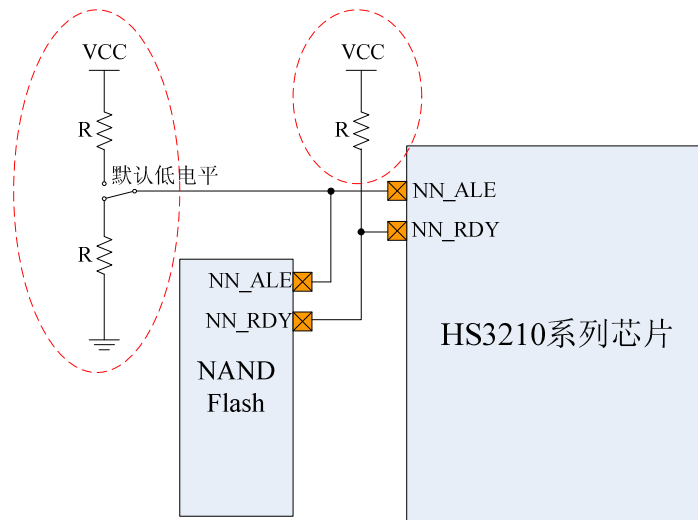 VCC
VCC
R
R
默认低电平
NN_ALE
NN_RDY
R
NN_ALE
NN_RDY
HS3210系列芯片
NAND
Flash